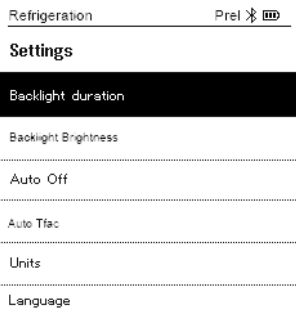 Refrigeration Prel
Settings
Backlight duration
Backlight Brightness
Auto Off
Auto Tfac
Units
Language